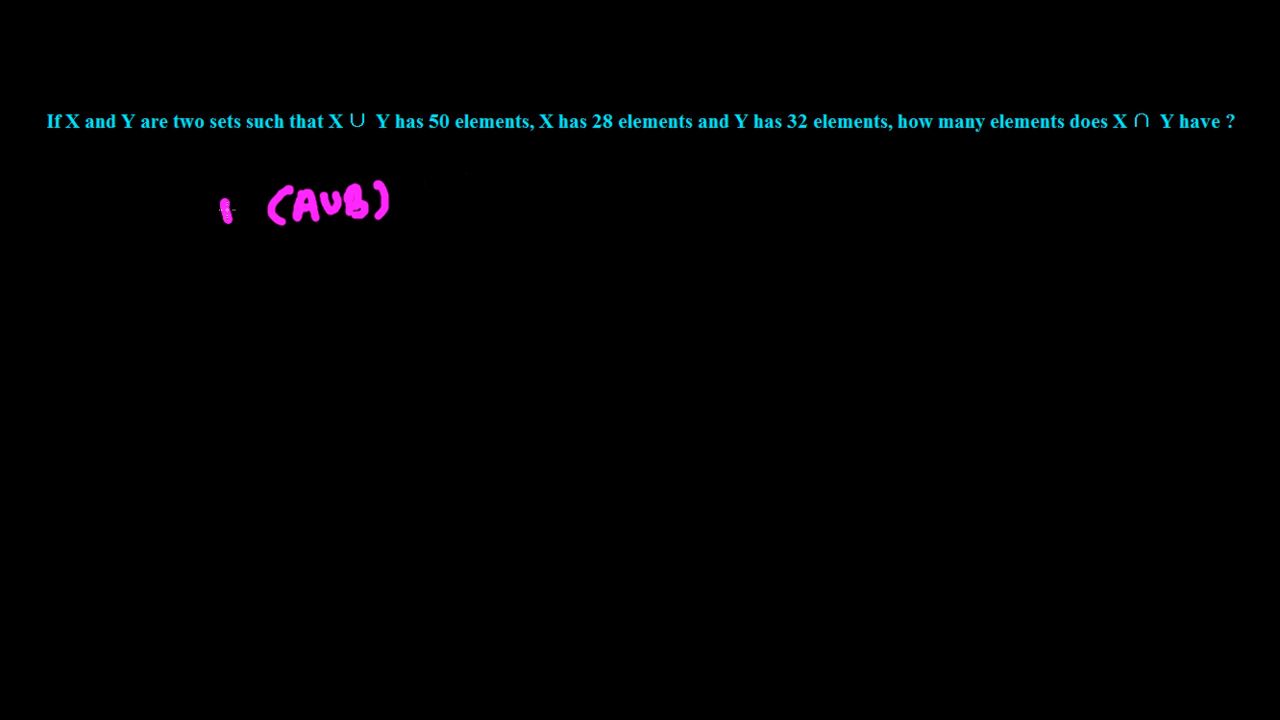 If X and Y are two sets such that X ∪ Y has 50 elements, X has 28 elements and Y has 32 elements, how many elements does X ∩ Y have ?
(A∪B)